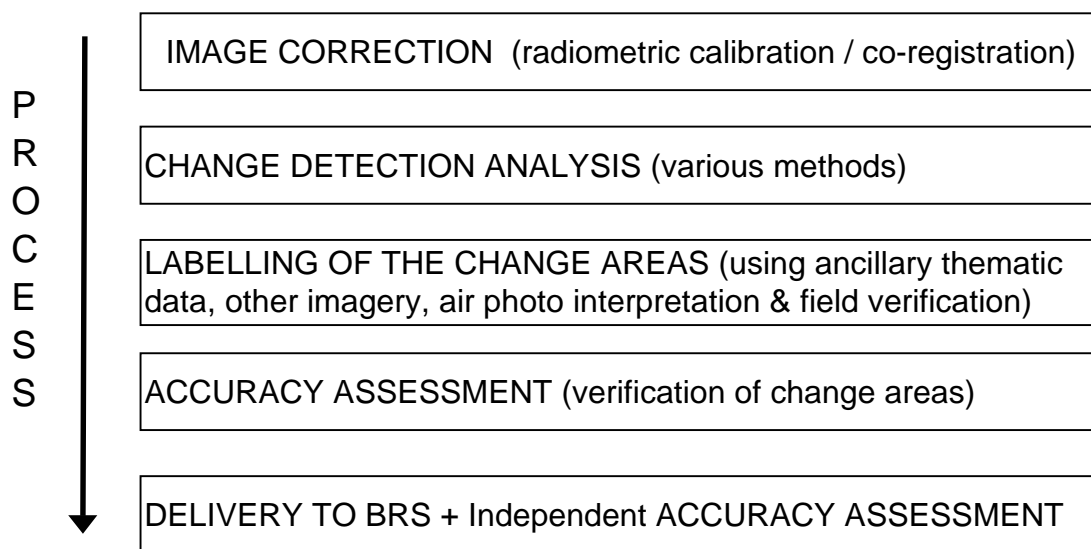 PROCESS
IMAGE CORRECTION (radiometric calibration / co-registration)
CHANGE DETECTION ANALYSIS (various methods)
LABELLING OF THE CHANGE AREAS (using ancillary thematic
data, other imagery, air photo interpretation & field verification)
ACCURACY ASSESSMENT (verification of change areas)
DELIVERY TO BRS + Independent ACCURACY ASSESSMENT